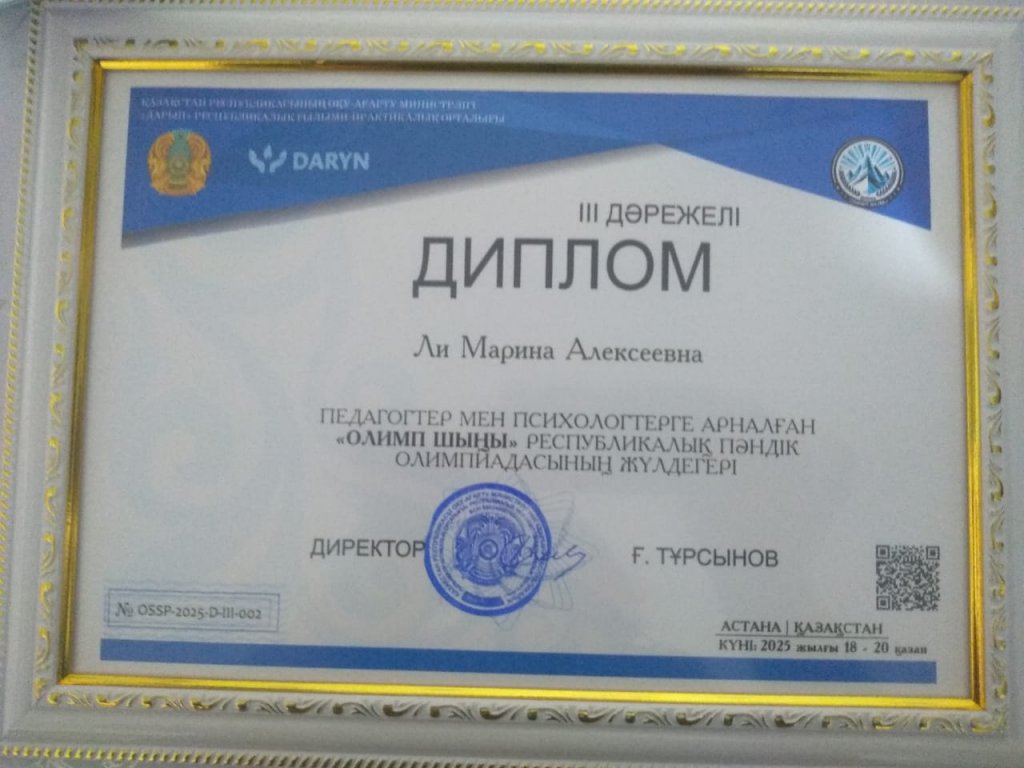 ҚАЗАҚСТАН РЕСПУБЛИКАСЫНЫҢ ОҚУ-АҒАРТУ МИНИСТРЛІГІ
«ДАРЫН» РЕСПУБЛИКАЛЫҚ ҒЫЛЫМИ-ПРАКТИКАЛЫҚ ОРТАЛЫҒЫ
DARYN
III ДӘРЕЖЕЛІ
ДИПЛОМ
Ли Марина Алексеевна
ПЕДАГОГТЕР МЕН ПСИХОЛОГТЕРГЕ АРНАЛҒАН
«ОЛИМП ШЫҢЫ» РЕСПУБЛИКАЛЫҚ ПӘНДІК
ОЛИМПИАДАСЫНЫҢ ЖҮЛДЕГЕРІ
ДИРЕКТОР Ғ. ТҰРСЫНОВ
№ OSSP-2025-D-III-002
АСТАНА | ҚАЗАҚСТАН
КҮНІ: 2025 жылғы 18 - 20 қазан